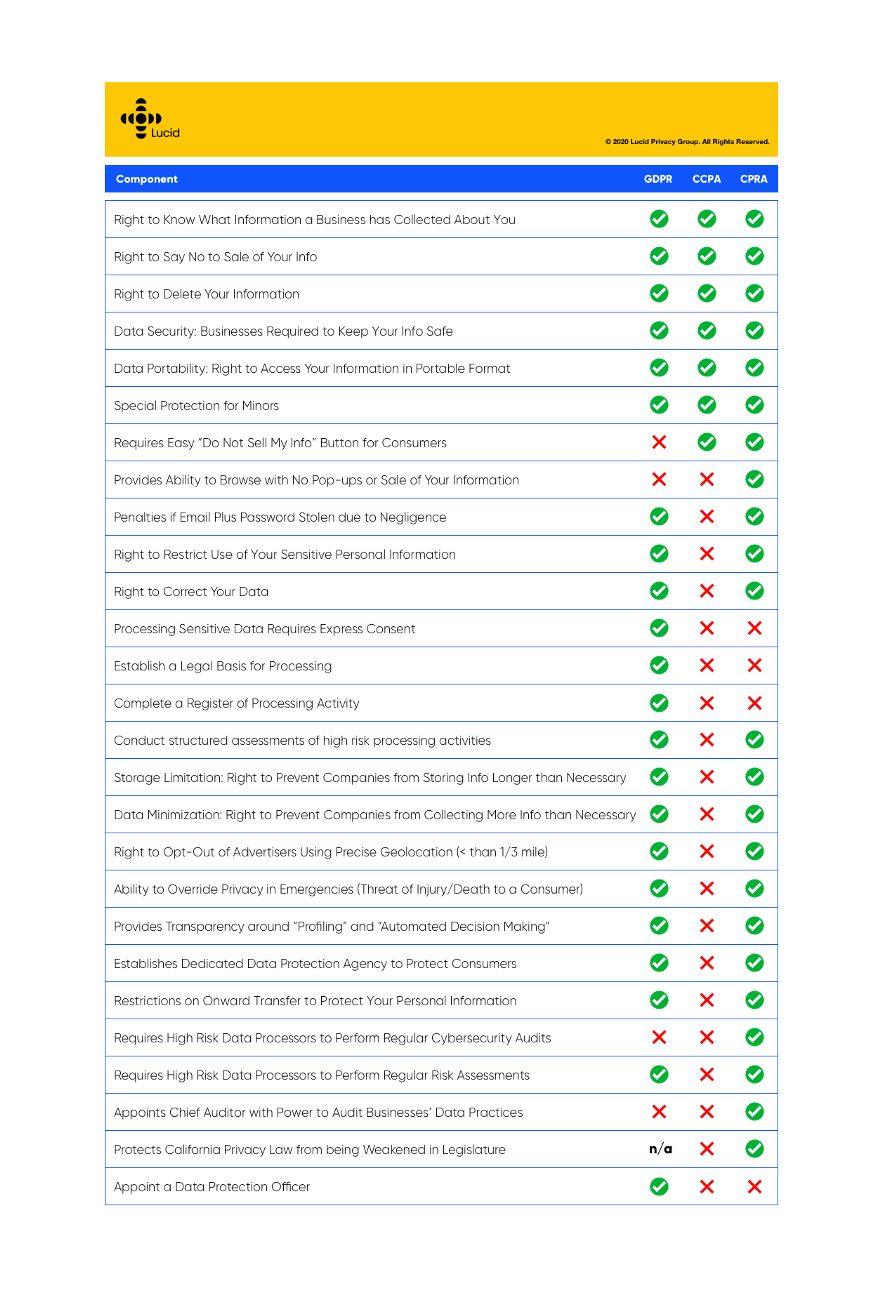 Lucid
© 2020 Lucid Privacy Group. All Rights Reserved.
Component GDPR CCPA CPRA
Right to Know What Information a Business has Collected About You
Right to Say No to Sale of Your Info
Right to Delete Your Information
Data Security: Businesses Required to Keep Your Info Safe
Data Portability: Right to Access Your Information in Portable Format
Special Protection for Minors
Requires Easy “Do Not Sell My Info” Button for Consumers
Provides Ability to Browse with No Pop-ups or Sale of Your Information
Penalties if Email Plus Password Stolen due to Negligence
Right to Restrict Use of Your Sensitive Personal Information
Right to Correct Your Data
Processing Sensitive Data Requires Express Consent
Establish a Legal Basis for Processing
Complete a Register of Processing Activity
Conduct structured assessments of high risk processing activities
Storage Limitation: Right to Prevent Companies from Storing Info Longer than Necessary
Data Minimization: Right to Prevent Companies from Collecting More Info than Necessary
Right to Opt-Out of Advertisers Using Precise Geolocation (< than 1/3 mile)
Ability to Override Privacy in Emergencies (Threat of Injury/Death to a Consumer)
Provides Transparency around “Profiling” and “Automated Decision Making”
Establishes Dedicated Data Protection Agency to Protect Consumers
Restrictions on Onward Transfer to Protect Your Personal Information
Requires High Risk Data Processors to Perform Regular Cybersecurity Audits
Requires High Risk Data Processors to Perform Regular Risk Assessments
Appoints Chief Auditor with Power to Audit Businesses’ Data Practices
Protects California Privacy Law from being Weakened in Legislature n/a
Appoint a Data Protection Officer